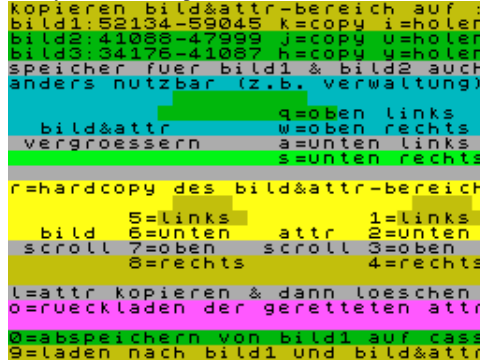 kopieren bild&attr-bereich auf :
bild1:52134-59045 k=copy i=holen
bild2:41088-47999 j=copy u=holen
bild3:34176-41087 h=copy y=holen
speicher fuer bild1 & bild2 auch
anders nutzbar (z.b. verwaltung)
q=oben links
bild&attr w=oben rechts
vergroessern a=unten links
s=unten rechts
r=hardcopy des bild&attr-bereich
5=links 1=links
bild 6=unten attr 2=unten
scroll 7=oben scroll 3=oben
8=rechts 4=rechts
l=attr kopieren & dann loeschen
o=rueckladen der geretteten attr
0=abspeichern von bild1 auf cass
9=laden nach bild1 und bild&attr